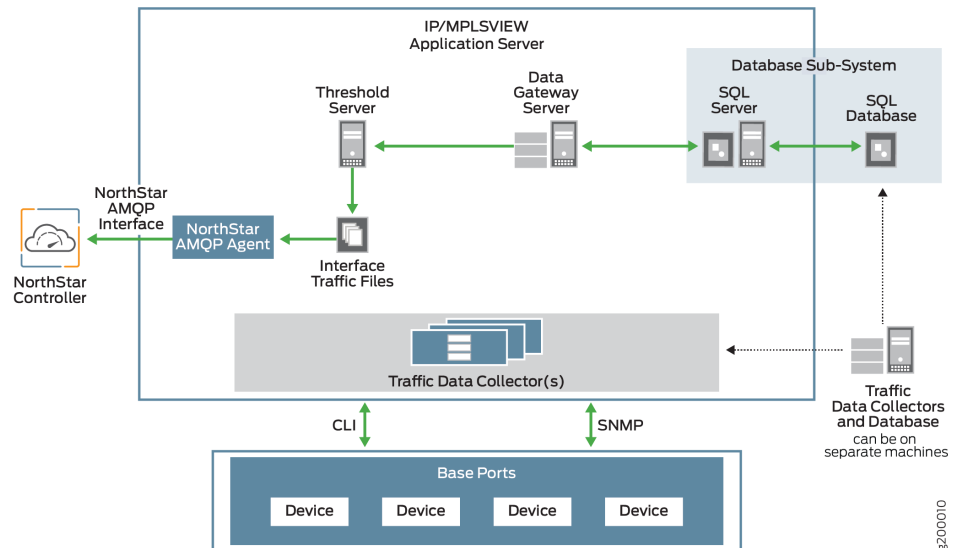 IP/MPLSVIEW
Application Server
Database Sub-System
Threshold
Server
Data
Gateway
Server
SQL
Server
SQL
Database
NorthStar
AMQP
Interface
NorthStar
AMQP Agent
NorthStar
Controller
Interface
Traffic Files
Traffic Data Collector(s)
Traffic
Data Collectors
and Database
can be on
separate machines
CLI
SNMP
Base Ports
Device
Device
Device
Device
g200010